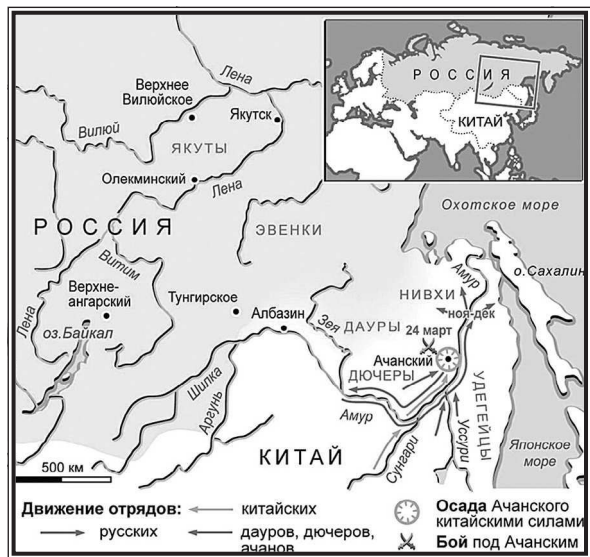 РОССИЯ
КИТАЙ
Лена
Верхнее
Вилюйское
Якутск
Вилюй
ЯКУТЫ
Олекминский
Лена
Охотское море
РОССИЯ
ЭВЕНКИ
Амур
о.Сахалин
Витим
Верхне-
ангарский
Тунгирское
Албазин
НИВХИ
ноя-дек
Лена
оз.Байкал
Зея
ДАУРЫ
24 март
Ачанский
ДЮЧЕРЫ
Шилка
УДЕГЕЙЦЫ
Аргунь
Амур
КИТАЙ
Сунгари
Уссури
Японское
море
500 км
Движение отрядов:
китайских
русских
дауров, дючеров,
ачанов
Осада Ачанского
китайскими силами
Бой под Ачанским